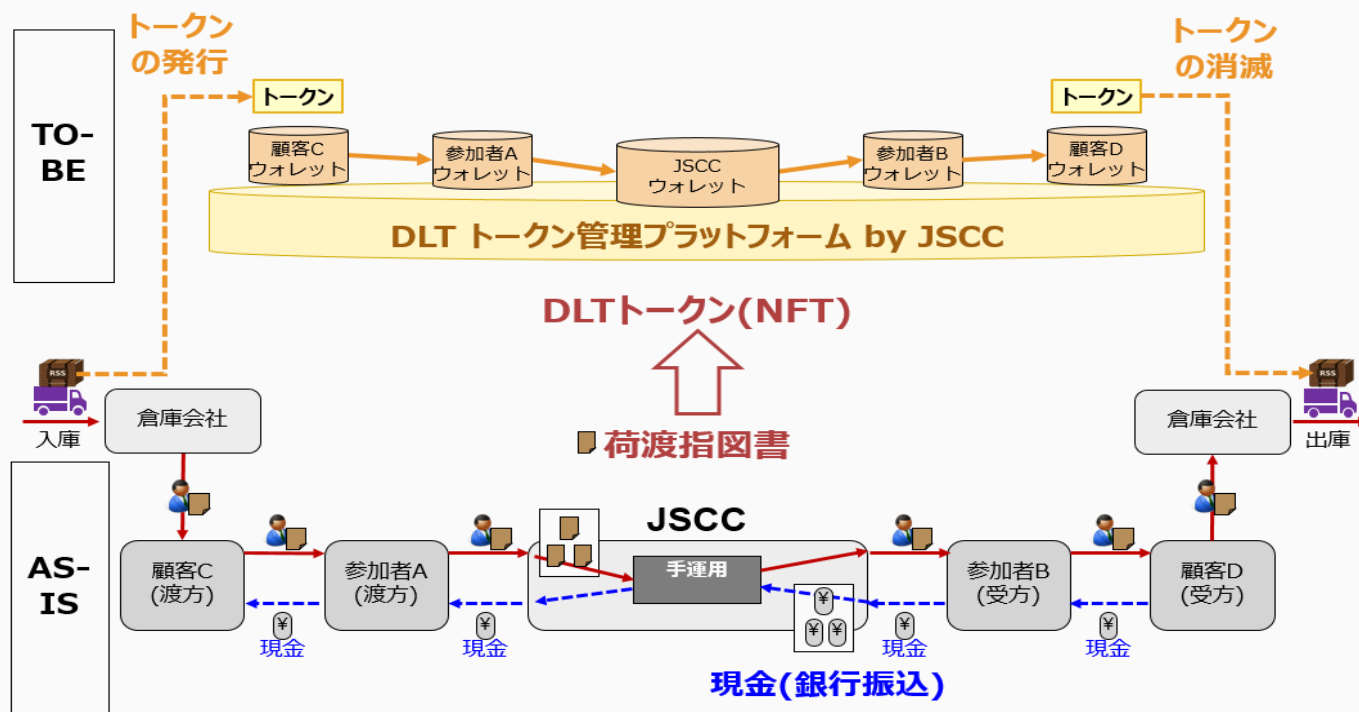 トークン
の発行
トークン
の消滅
TO-
BE
トークン
トークン
顧客C
ウォレット
参加者A
ウォレット
JSCC
ウォレット
参加者B
ウォレット
顧客D
ウォレット
DLT トークン管理プラットフォーム by JSCC
DLTトークン(NFT)
RSS
入庫
倉庫会社
荷渡指図書
倉庫会社
RSS
出庫
AS-
IS
JSCC
顧客C
(渡方)
参加者A
(渡方)
手運用
参加者B
(受方)
顧客D
(受方)
¥
現金
¥
現金
¥
¥ ¥
¥
現金
¥
現金
現金(銀行振込)